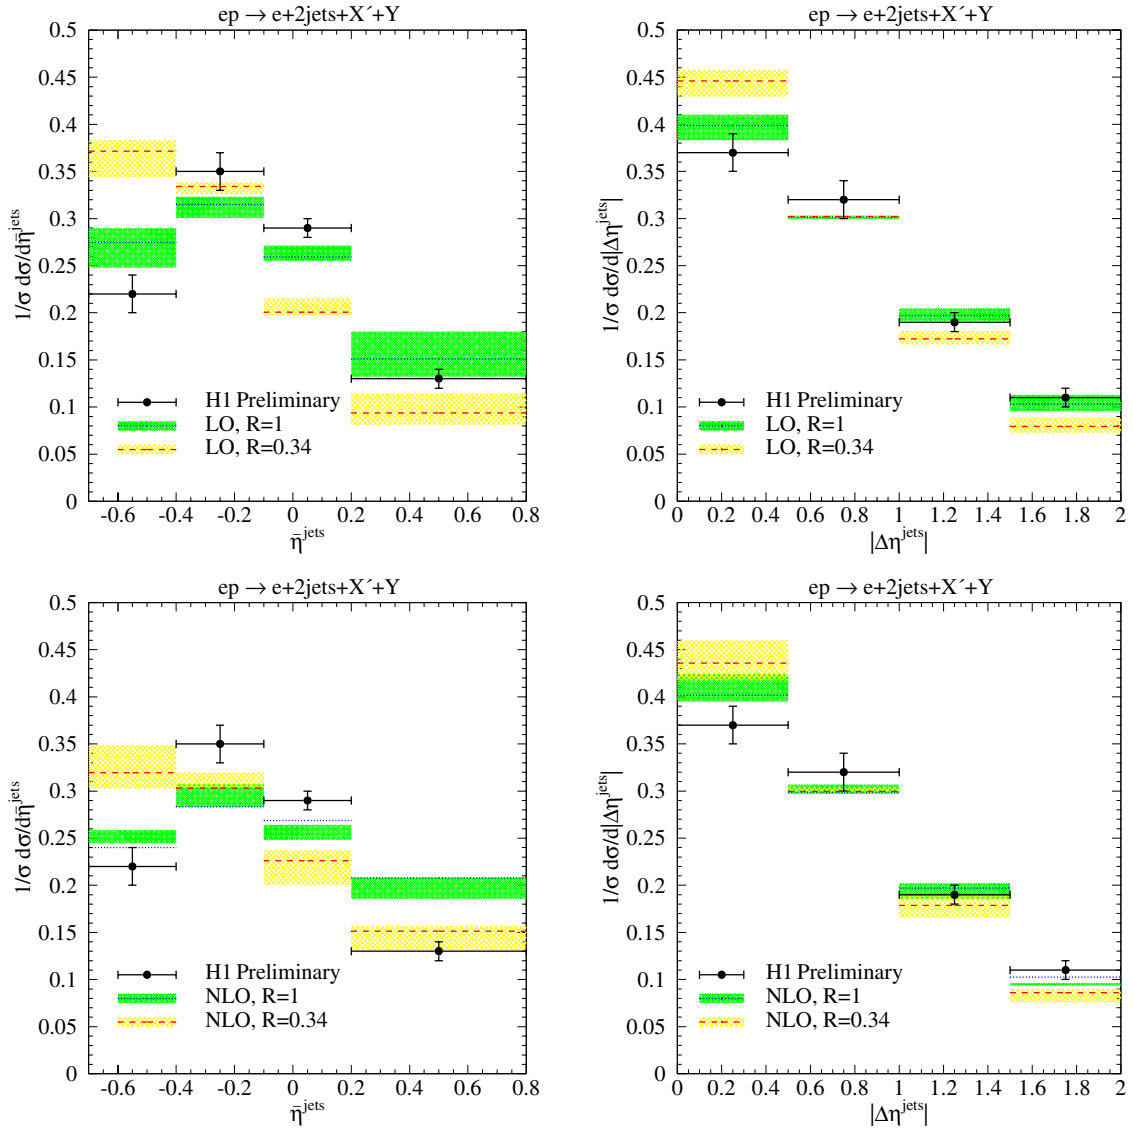 ep → e+2jets+X´+Y
1/σ dσ/dη̄^jets
0.5
0.45
0.4
0.35
0.3
0.25
0.2
0.15
0.1
0.05
0
H1 Preliminary
LO, R=1
LO, R=0.34
-0.6 -0.4 -0.2 0 0.2 0.4 0.6 0.8
η̄^jets
ep → e+2jets+X´+Y
1/σ dσ/d|Δη^jets|
0.5
0.45
0.4
0.35
0.3
0.25
0.2
0.15
0.1
0.05
0
H1 Preliminary
LO, R=1
LO, R=0.34
0 0.2 0.4 0.6 0.8 1 1.2 1.4 1.6 1.8 2
|Δη^jets|
ep → e+2jets+X´+Y
1/σ dσ/dη̄^jets
0.5
0.45
0.4
0.35
0.3
0.25
0.2
0.15
0.1
0.05
0
H1 Preliminary
NLO, R=1
NLO, R=0.34
-0.6 -0.4 -0.2 0 0.2 0.4 0.6 0.8
η̄^jets
ep → e+2jets+X´+Y
1/σ dσ/d|Δη^jets|
0.5
0.45
0.4
0.35
0.3
0.25
0.2
0.15
0.1
0.05
0
H1 Preliminary
NLO, R=1
NLO, R=0.34
0 0.2 0.4 0.6 0.8 1 1.2 1.4 1.6 1.8 2
|Δη^jets|